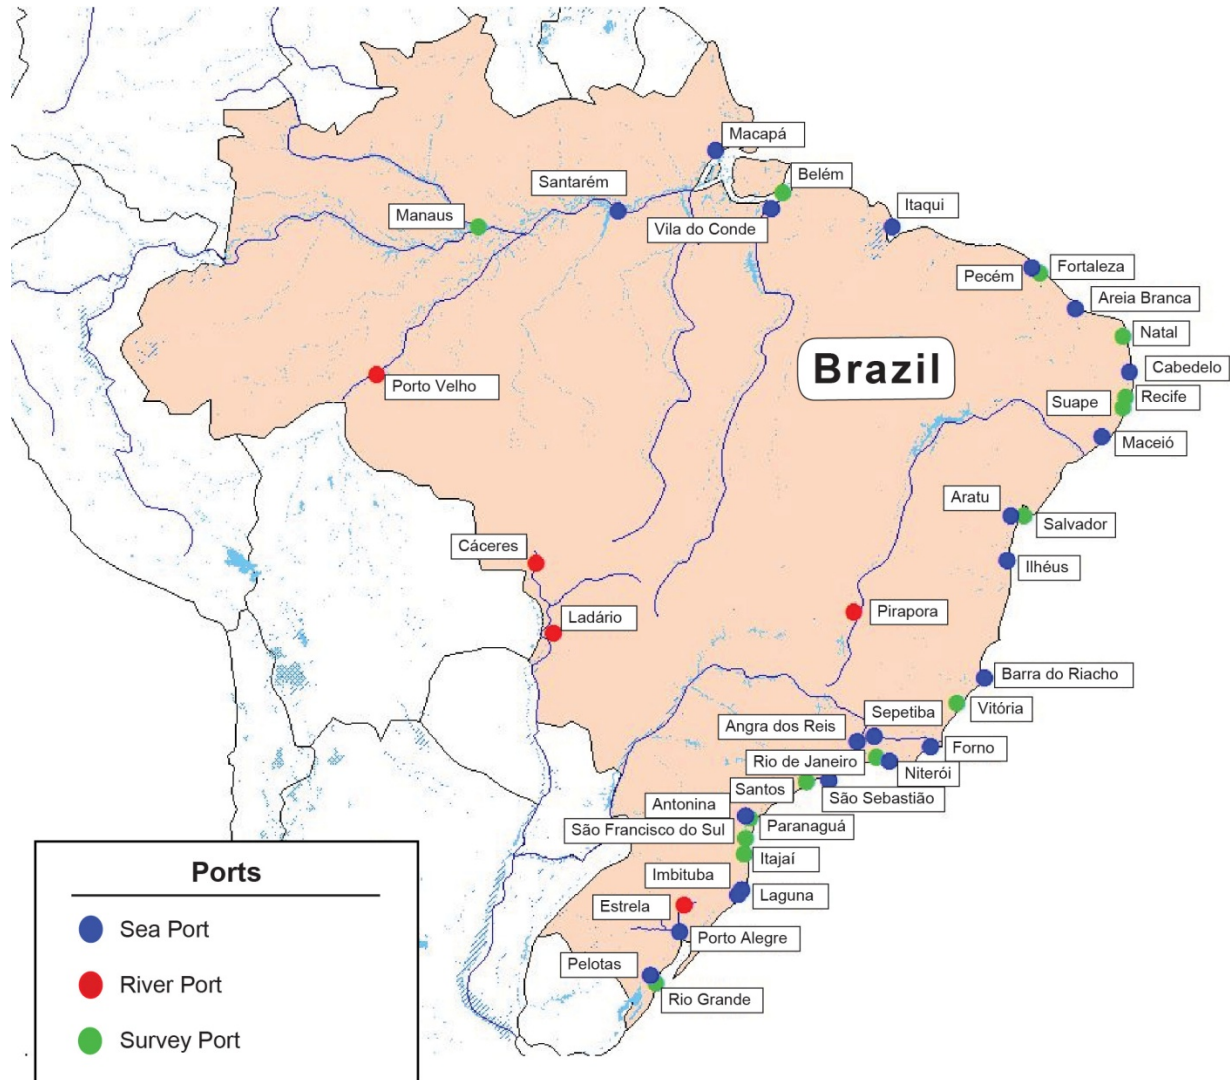 Macapá
Belém
Santarém
Itaqui
Manaus
Vila do Conde
Fortaleza
Pecém
Areia Branca
Natal
Brazil
Cabedelo
Porto Velho
Recife
Suape
Maceió
Aratu
Salvador
Cáceres
Ilhéus
Ladário
Pirapora
Barra do Riacho
Vitória
Sepetiba
Angra dos Reis
Forno
Rio de Janeiro
Niterói
Santos
São Sebastião
Antonina
Paranaguá
São Francisco do Sul
Itajaí
Imbituba
Laguna
Estrela
Porto Alegre
Pelotas
Rio Grande
Ports
Sea Port
River Port
Survey Port